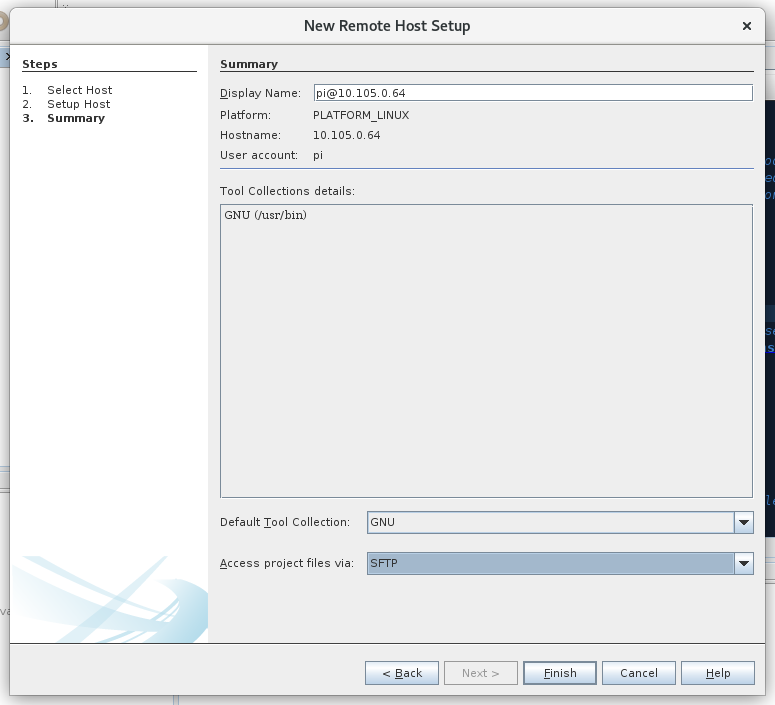 New Remote Host Setup
Steps
1. Select Host
2. Setup Host
3. Summary
Summary
Display Name: pi@10.105.0.64
Platform: PLATFORM_LINUX
Hostname: 10.105.0.64
User account: pi
Tool Collections details:
GNU (/usr/bin)
Default Tool Collection: GNU
Access project files via: SFTP
< Back
Next >
Finish
Cancel
Help